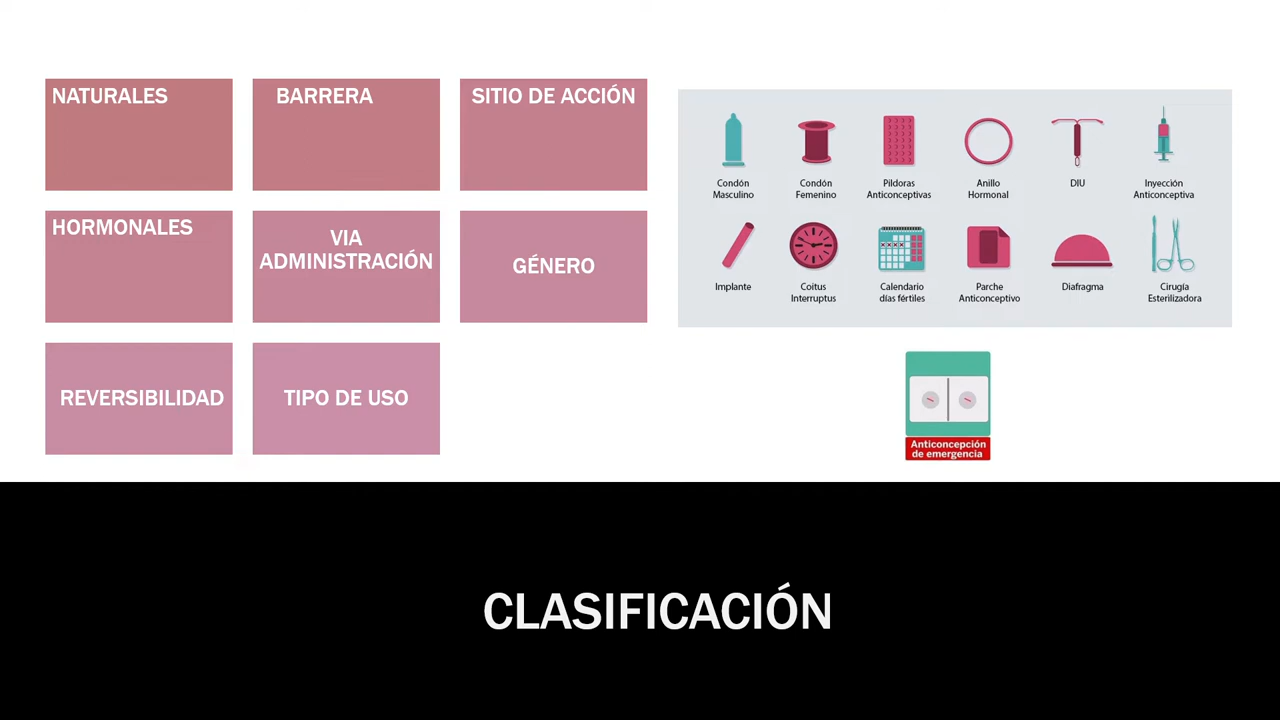 NATURALES
BARRERA
SITIO DE ACCIÓN
HORMONALES
VIA
ADMINISTRACIÓN
GÉNERO
REVERSIBILIDAD
TIPO DE USO
Condón
Masculino
Condón
Femenino
Píldoras
Anticonceptivas
Anillo
Hormonal
DIU
Inyección
Anticonceptiva
Implante
Coitus
Interruptus
Calendario
días fértiles
Parche
Anticonceptivo
Diafragma
Cirugía
Esterilizadora
Anticoncepción
de emergencia
CLASIFICACIÓN